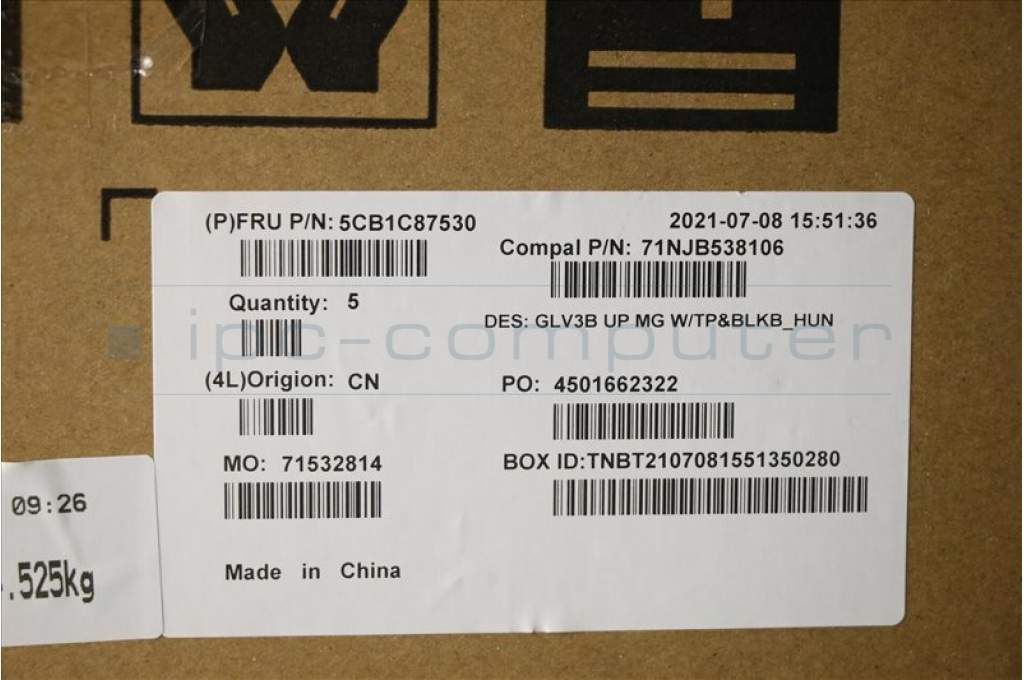 (P)FRU P/N: 5CB1C87530
2021-07-08 15:51:36
Compal P/N: 71NJB538106
Quantity: 5
DES: GLV3B UP MG W/TP&BLKB_HUN
ipc-computer
(4L)Origion: CN
PO: 4501662322
MO: 71532814
BOX ID:TNBT2107081551350280
Made in China
09:26
.525kg